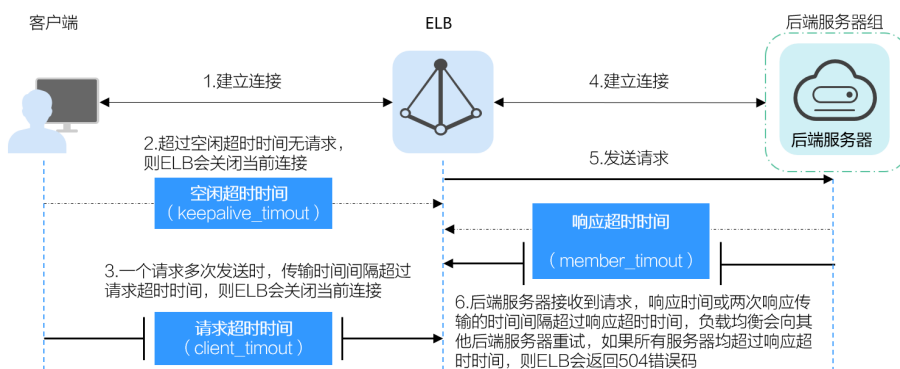 客户端
ELB
后端服务器组
1.建立连接
4.建立连接
后端服务器
2.超过空闲超时时间无请求，
则ELB会关闭当前连接
5.发送请求
空闲超时时间
（keepalive_timout）
响应超时时间
（member_timout）
3.一个请求多次发送时，传输时间间隔超过
请求超时时间，则ELB会关闭当前连接
请求超时时间
（client_timout）
6.后端服务器接收到请求，响应时间或两次响应传
输的时间间隔超过响应超时时间，负载均衡会向其
他后端服务器重试，如果所有服务器均超过响应超
时时间，则ELB会返回504错误码